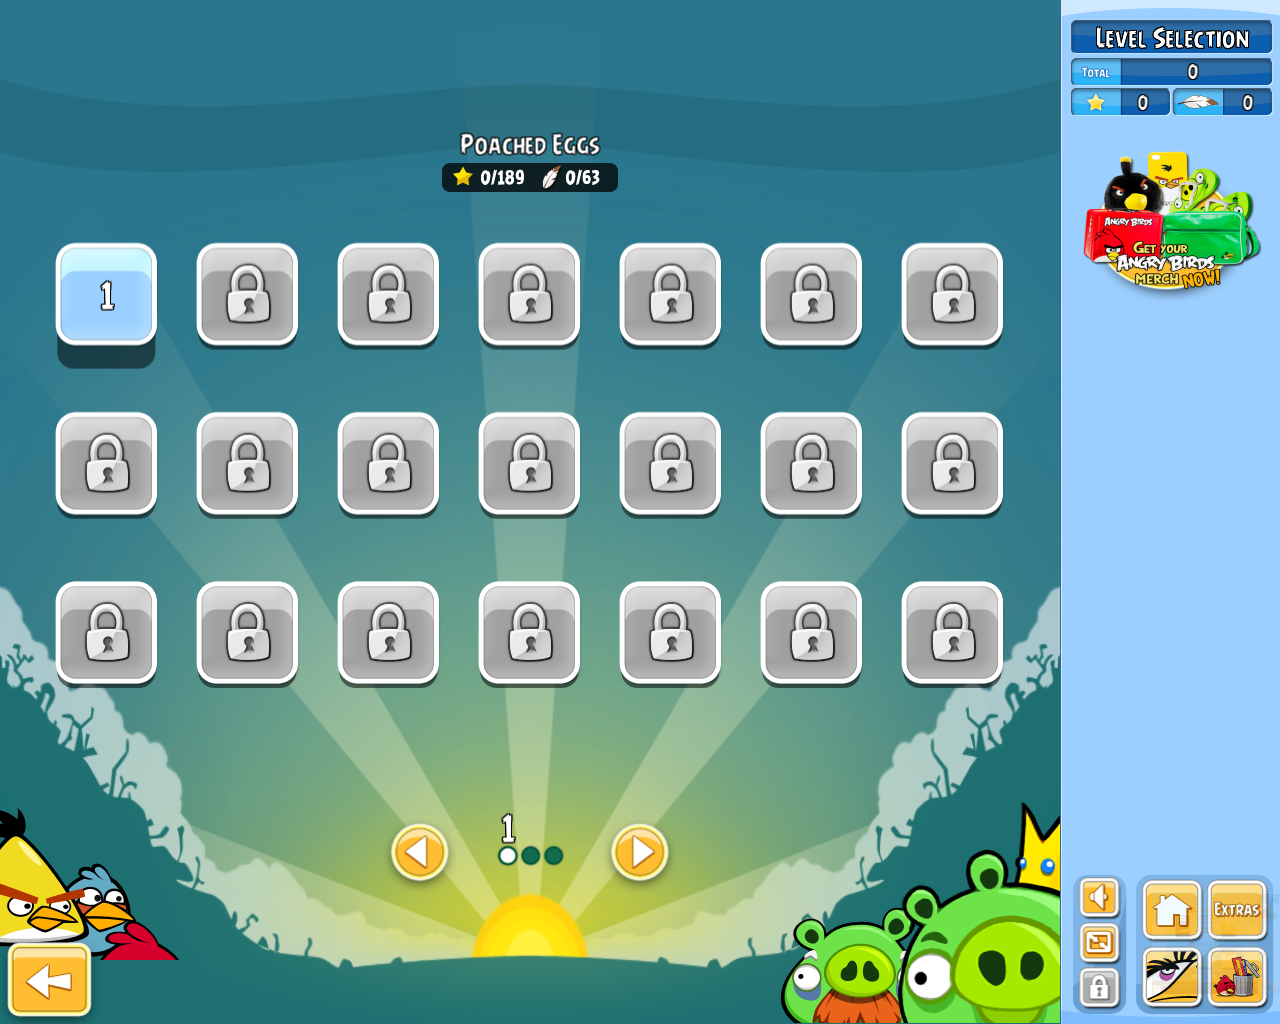 LEVEL SELECTION
TOTAL 0
0 0
POACHED EGGS
0/189 0/63
ANGRY BIRDS
GET YOUR
ANGRY BIRDS
MERCH NOW!
1
1
EXTRAS